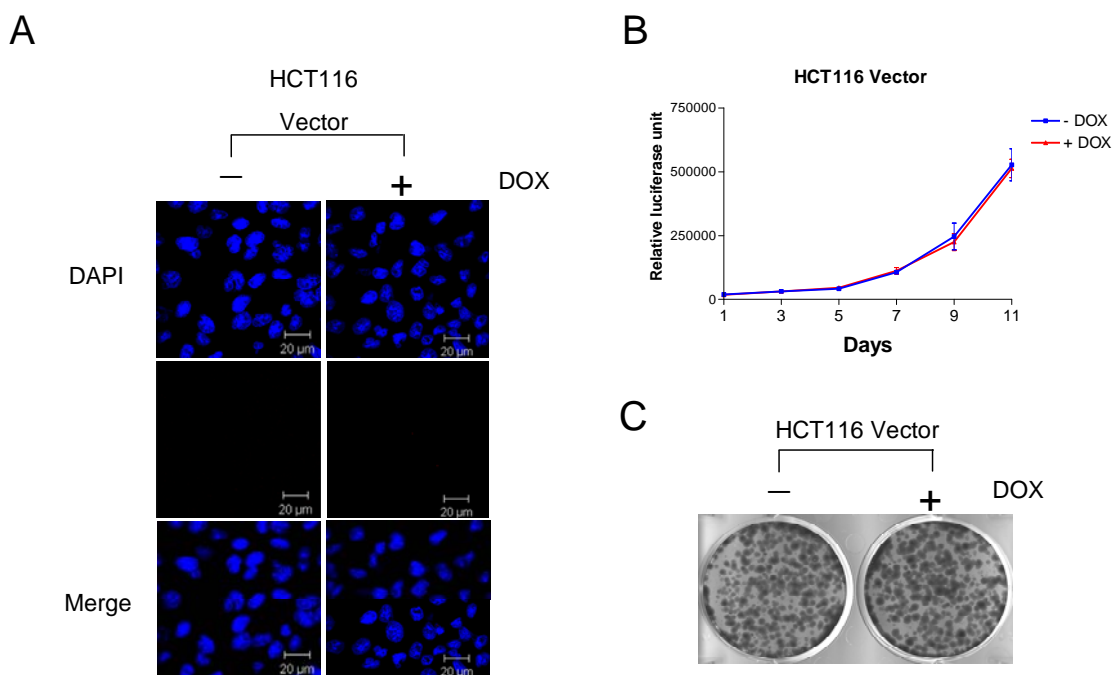 A
HCT116
Vector
— + DOX
DAPI
20 µm 20 µm
20 µm 20 µm
Merge
20 µm 20 µm
B
HCT116 Vector
Relative luciferase unit
750000
500000
250000
0
1 3 5 7 9 11
Days
- DOX
+ DOX
C
HCT116 Vector
— + DOX